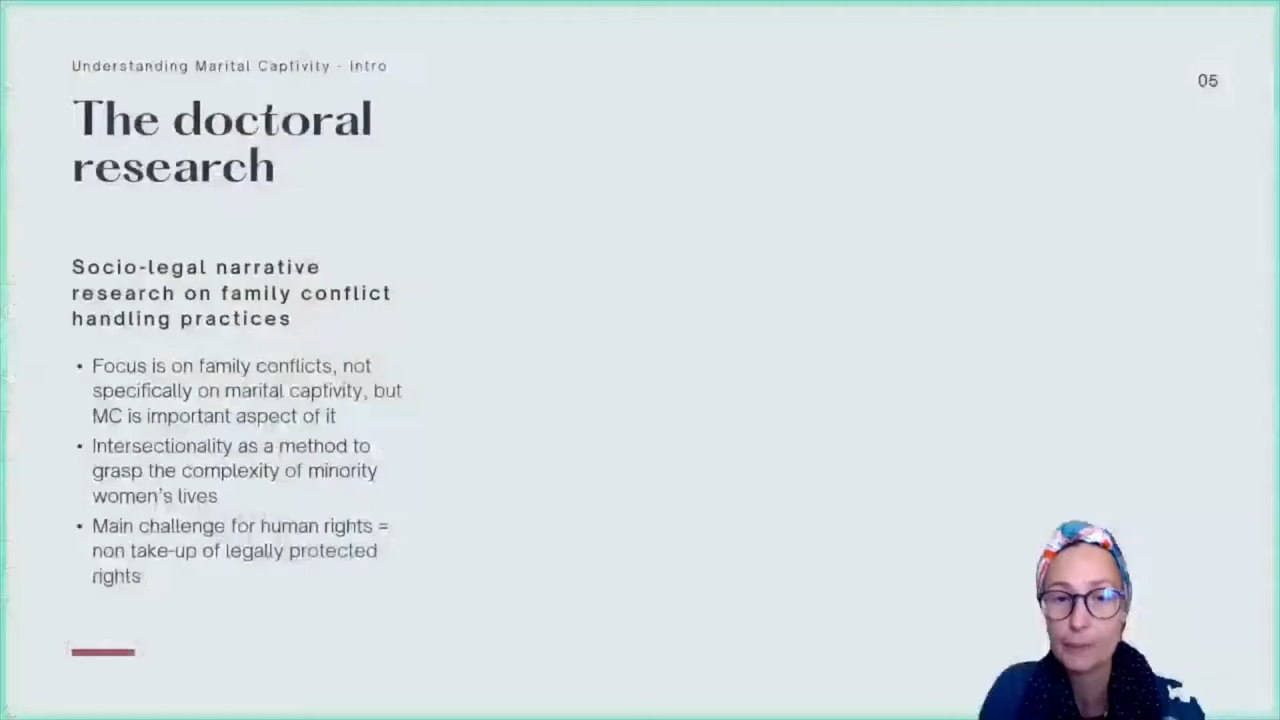 Understanding Marital Captivity - Intro
05
The doctoral
research
Socio-legal narrative
research on family conflict
handling practices
• Focus is on family conflicts, not
specifically on marital captivity, but
MC is important aspect of it
• Intersectionality as a method to
grasp the complexity of minority
women's lives
• Main challenge for human rights =
non take-up of legally protected
rights